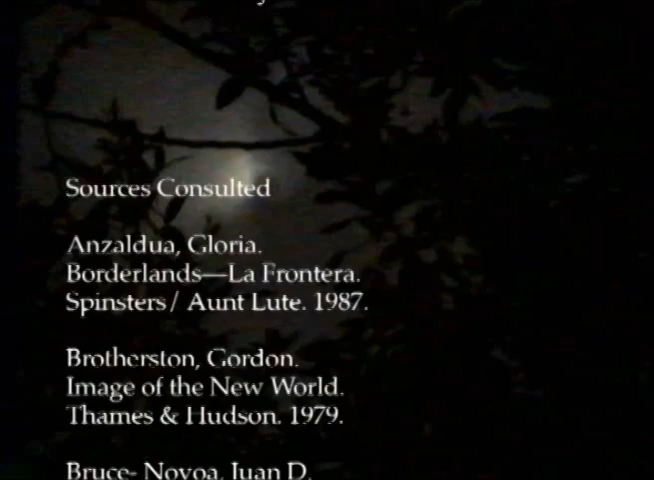 Sources Consulted
Anzaldua, Gloria.
Borderlands—La Frontera.
Spinsters/ Aunt Lute. 1987.
Brotherston, Gordon.
Image of the New World.
Thames & Hudson. 1979.
Bruce- Novoa, Juan D.